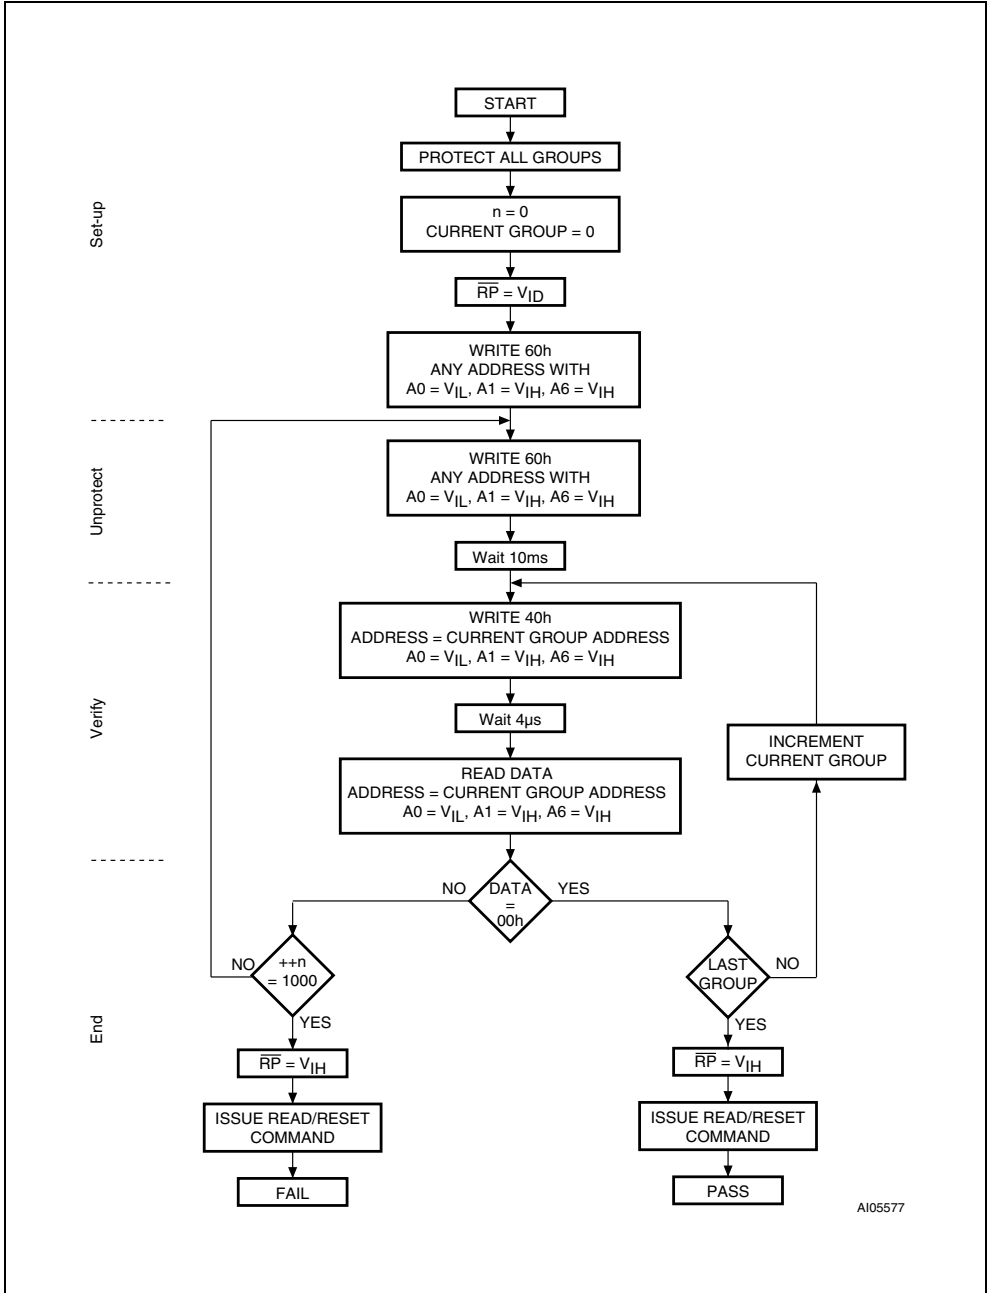 START
PROTECT ALL GROUPS
Set-up
n = 0
CURRENT GROUP = 0
RP = VID
WRITE 60h
ANY ADDRESS WITH
A0 = VIL, A1 = VIH, A6 = VIH
Unprotect
WRITE 60h
ANY ADDRESS WITH
A0 = VIL, A1 = VIH, A6 = VIH
Wait 10ms
Verify
WRITE 40h
ADDRESS = CURRENT GROUP ADDRESS
A0 = VIL, A1 = VIH, A6 = VIH
Wait 4µs
INCREMENT
CURRENT GROUP
READ DATA
ADDRESS = CURRENT GROUP ADDRESS
A0 = VIL, A1 = VIH, A6 = VIH
End
NO
DATA
=
00h
YES
NO
++n
= 1000
YES
LAST
GROUP
NO
YES
RP = VIH
ISSUE READ/RESET
COMMAND
FAIL
RP = VIH
ISSUE READ/RESET
COMMAND
PASS
AI05577